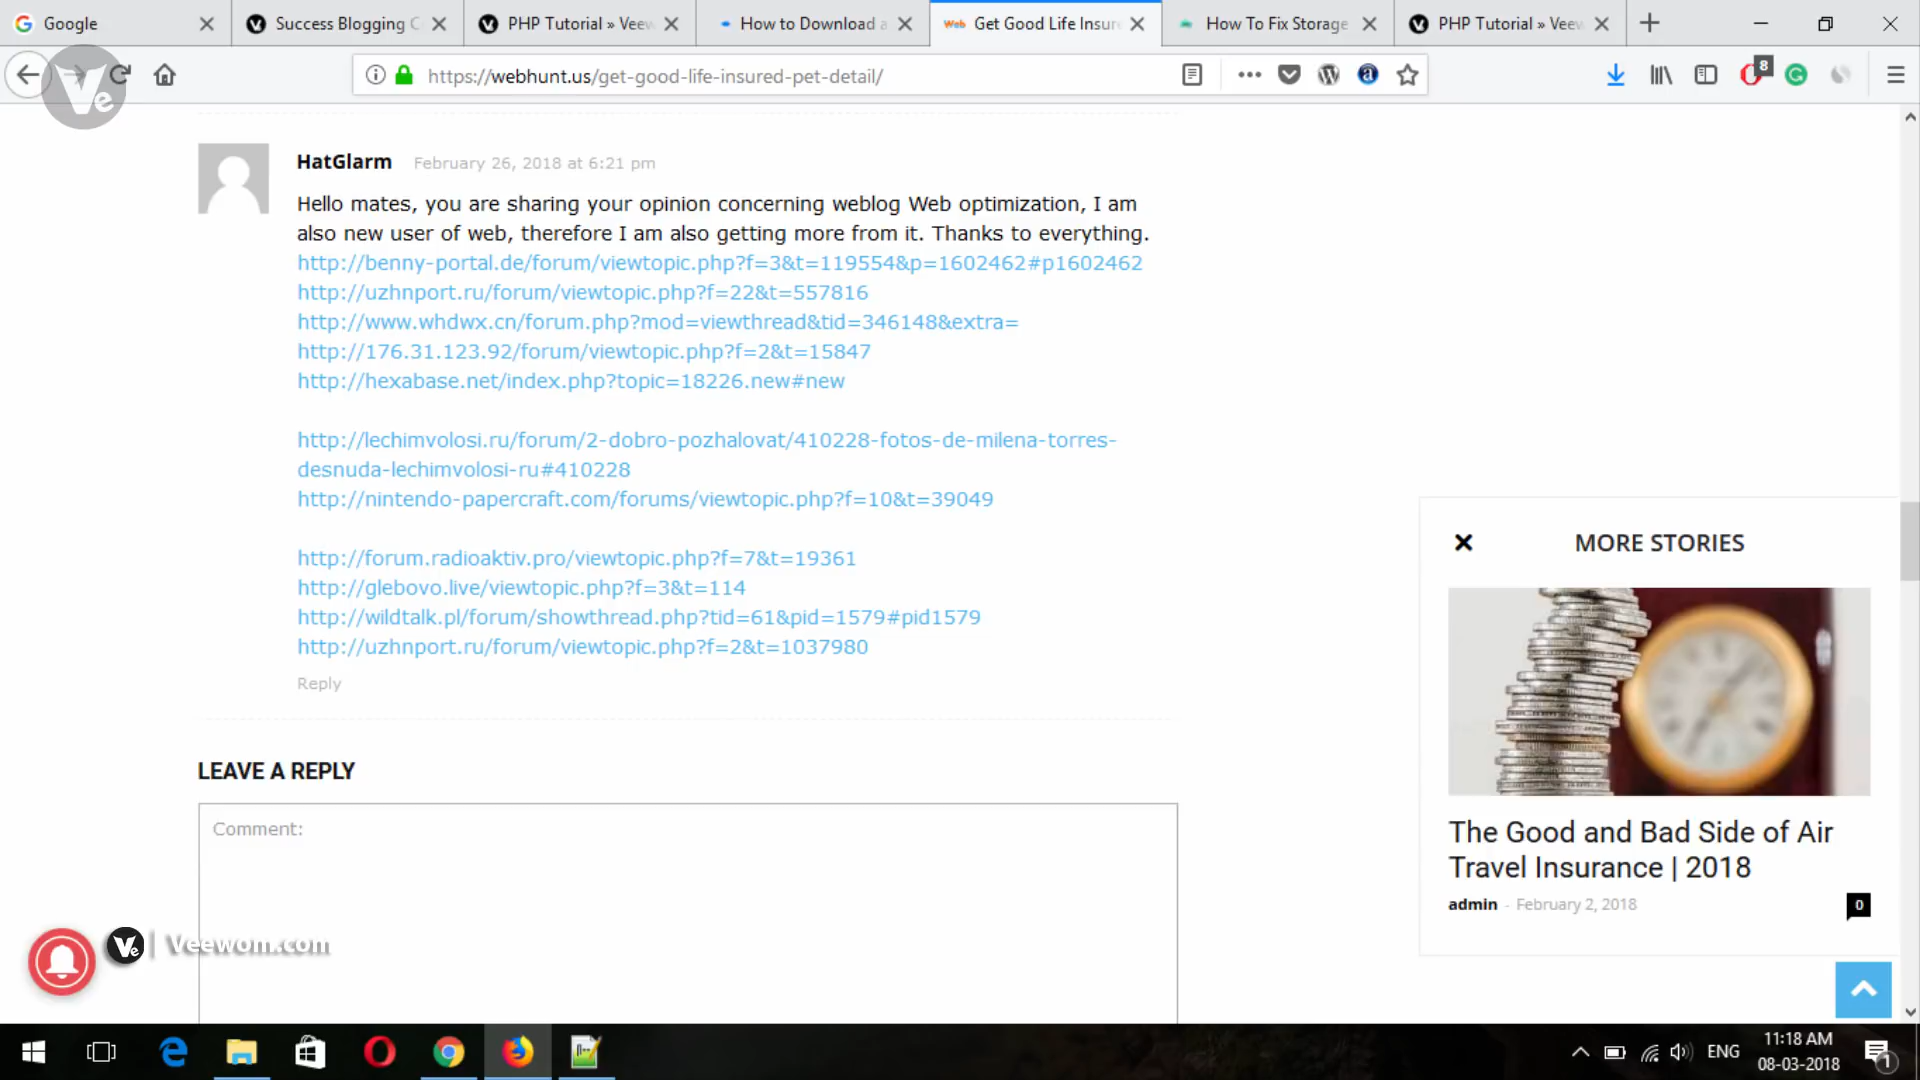 Google
Success Blogging C
PHP Tutorial » Veew
How to Download a
Web Get Good Life Insur
How To Fix Storage
PHP Tutorial » Veew
https://webhunt.us/get-good-life-insured-pet-detail/
8
Ve
HatGlarm February 26, 2018 at 6:21 pm
Hello mates, you are sharing your opinion concerning weblog Web optimization, I am
also new user of web, therefore I am also getting more from it. Thanks to everything.
http://benny-portal.de/forum/viewtopic.php?f=3&t=119554&p=1602462#p1602462
http://uzhnport.ru/forum/viewtopic.php?f=22&t=557816
http://www.whdwx.cn/forum.php?mod=viewthread&tid=346148&extra=
http://176.31.123.92/forum/viewtopic.php?f=2&t=15847
http://hexabase.net/index.php?topic=18226.new#new
http://lechimvolosi.ru/forum/2-dobro-pozhalovat/410228-fotos-de-milena-torres-
desnuda-lechimvolosi-ru#410228
http://nintendo-papercraft.com/forums/viewtopic.php?f=10&t=39049
http://forum.radioaktiv.pro/viewtopic.php?f=7&t=19361
http://glebovo.live/viewtopic.php?f=3&t=114
http://wildtalk.pl/forum/showthread.php?tid=61&pid=1579#pid1579
http://uzhnport.ru/forum/viewtopic.php?f=2&t=1037980
Reply
LEAVE A REPLY
Comment:
MORE STORIES
The Good and Bad Side of Air
Travel Insurance | 2018
admin - February 2, 2018
0
Ve | Veewom.com
ENG
11:18 AM
08-03-2018
1